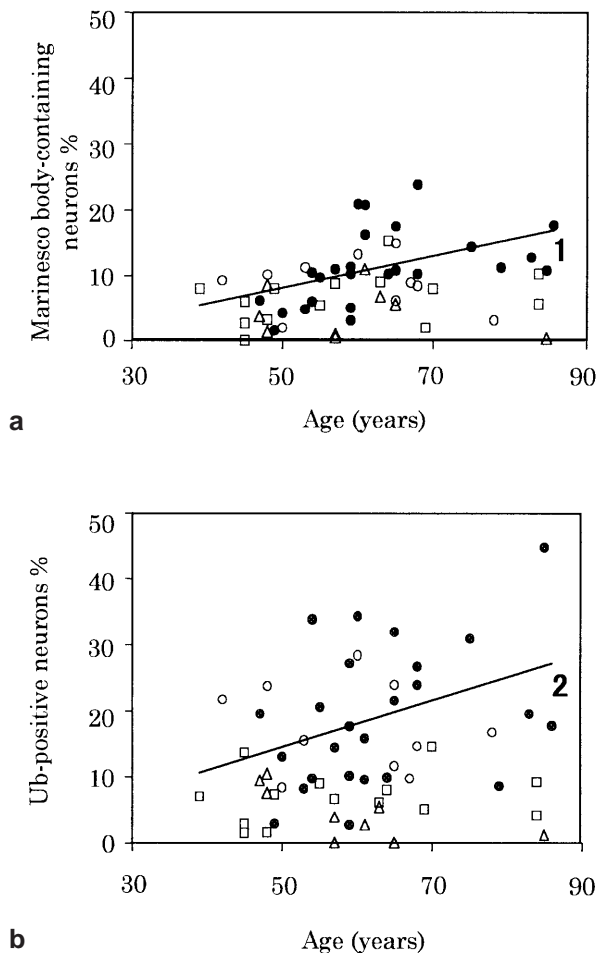 50
40
30
20
10
0
Marinesco body-containing
neurons %
1
30 50 70 90
Age (years)
a
50
40
30
20
10
0
Ub-positive neurons %
2
30 50 70 90
Age (years)
b